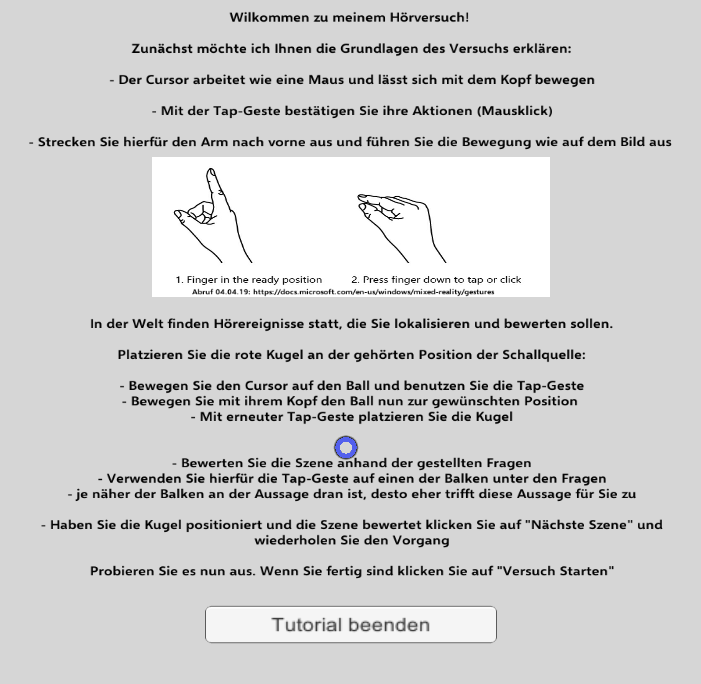 Wilkommen zu meinem Hörversuch!
Zunächst möchte ich Ihnen die Grundlagen des Versuchs erklären:
- Der Cursor arbeitet wie eine Maus und lässt sich mit dem Kopf bewegen
- Mit der Tap-Geste bestätigen Sie ihre Aktionen (Mausklick)
- Strecken Sie hierfür den Arm nach vorne aus und führen Sie die Bewegung wie auf dem Bild aus
1. Finger in the ready position
2. Press finger down to tap or click
Abruf 04.04.19: https://docs.microsoft.com/en-us/windows/mixed-reality/gestures
In der Welt finden Hörereignisse statt, die Sie lokalisieren und bewerten sollen.
Platzieren Sie die rote Kugel an der gehörten Position der Schallquelle:
- Bewegen Sie den Cursor auf den Ball und benutzen Sie die Tap-Geste
- Bewegen Sie mit ihrem Kopf den Ball nun zur gewünschten Position
- Mit erneuter Tap-Geste platzieren Sie die Kugel
- Bewerten Sie die Szene anhand der gestellten Fragen
- Verwenden Sie hierfür die Tap-Geste auf einen der Balken unter den Fragen
- je näher der Balken an der Aussage dran ist, desto eher trifft diese Aussage für Sie zu
- Haben Sie die Kugel positioniert und die Szene bewertet klicken Sie auf "Nächste Szene" und
wiederholen Sie den Vorgang
Probieren Sie es nun aus. Wenn Sie fertig sind klicken Sie auf "Versuch Starten"
Tutorial beenden